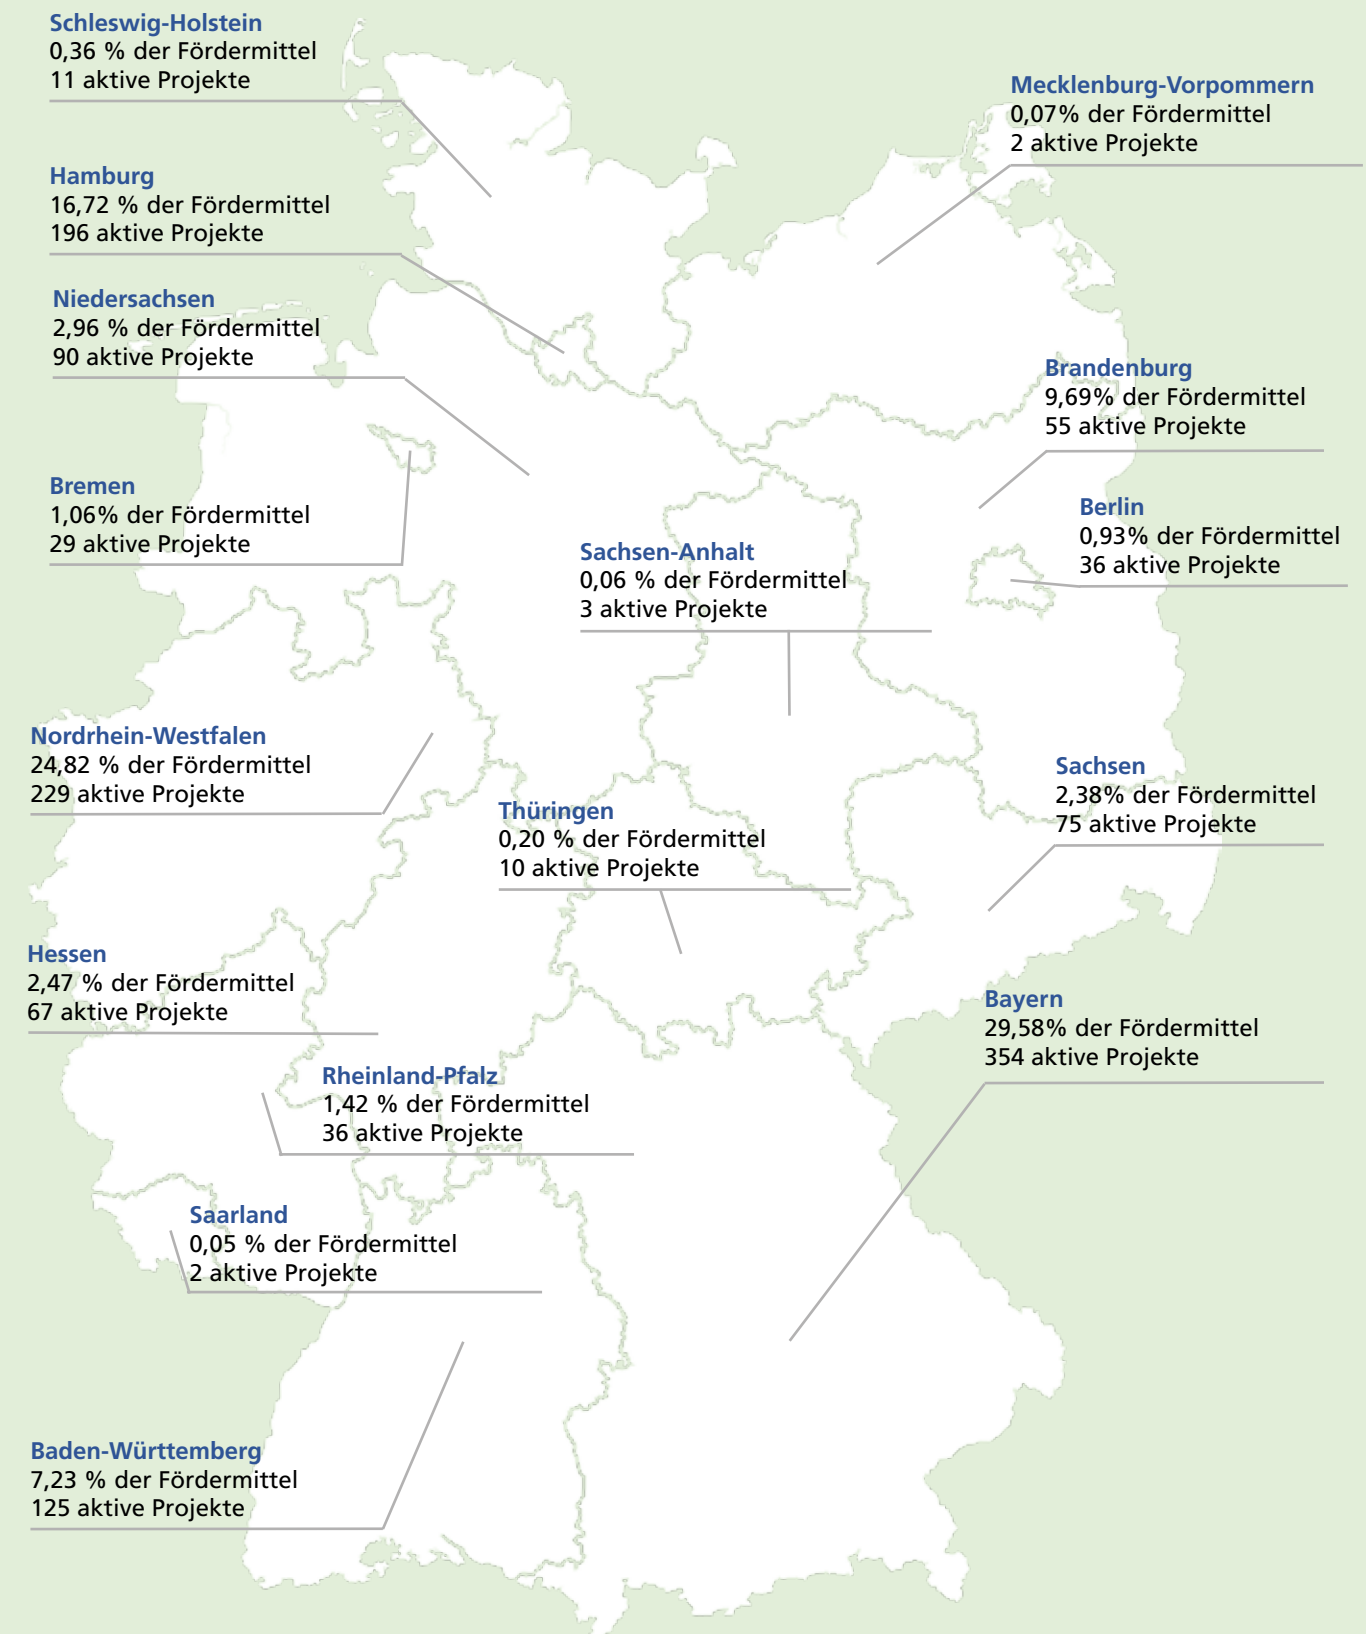 Schleswig-Holstein
0,36 % der Fördermittel
11 aktive Projekte
Mecklenburg-Vorpommern
0,07% der Fördermittel
2 aktive Projekte
Hamburg
16,72 % der Fördermittel
196 aktive Projekte
Niedersachsen
2,96 % der Fördermittel
90 aktive Projekte
Brandenburg
9,69% der Fördermittel
55 aktive Projekte
Bremen
1,06% der Fördermittel
29 aktive Projekte
Berlin
0,93% der Fördermittel
36 aktive Projekte
Sachsen-Anhalt
0,06 % der Fördermittel
3 aktive Projekte
Nordrhein-Westfalen
24,82 % der Fördermittel
229 aktive Projekte
Sachsen
2,38% der Fördermittel
75 aktive Projekte
Thüringen
0,20 % der Fördermittel
10 aktive Projekte
Hessen
2,47 % der Fördermittel
67 aktive Projekte
Bayern
29,58% der Fördermittel
354 aktive Projekte
Rheinland-Pfalz
1,42 % der Fördermittel
36 aktive Projekte
Saarland
0,05 % der Fördermittel
2 aktive Projekte
Baden-Württemberg
7,23 % der Fördermittel
125 aktive Projekte